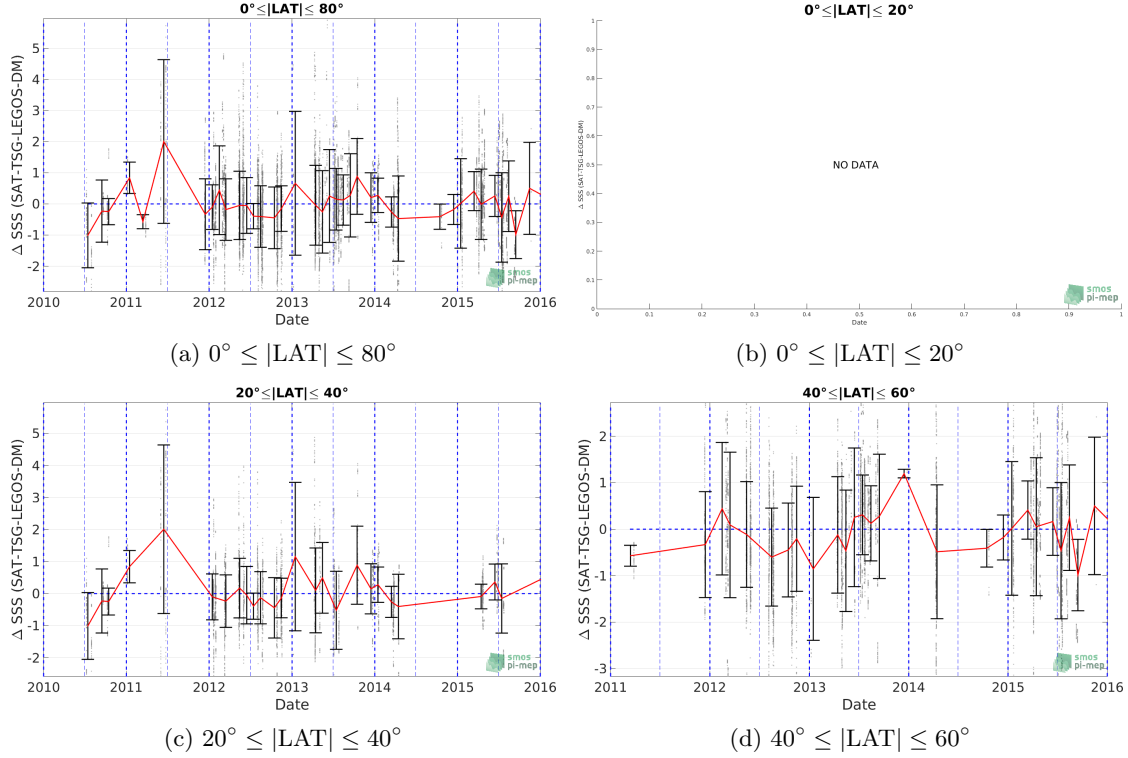 0°≤|LAT|≤ 80°
Δ SSS (SAT-TSG-LEGOS-DM)
5
4
3
2
1
0
-1
-2
2010
2011
2012
2013
2014
2015
2016
Date
smos
pi-mep
(a) 0° ≤ |LAT| ≤ 80°
0°≤|LAT|≤ 20°
Δ SSS (SAT-TSG-LEGOS-DM)
1
0.9
0.8
0.7
0.6
0.5
0.4
0.3
0.2
0.1
0
NO DATA
0
0.1
0.2
0.3
0.4
0.5
0.6
0.7
0.8
0.9
1
Date
smos
pi-mep
(b) 0° ≤ |LAT| ≤ 20°
20°≤|LAT|≤ 40°
Δ SSS (SAT-TSG-LEGOS-DM)
5
4
3
2
1
0
-1
-2
2010
2011
2012
2013
2014
2015
2016
Date
smos
pi-mep
(c) 20° ≤ |LAT| ≤ 40°
40°≤|LAT|≤ 60°
Δ SSS (SAT-TSG-LEGOS-DM)
2
1
0
-1
-2
-3
2011
2012
2013
2014
2015
2016
Date
smos
pi-mep
(d) 40° ≤ |LAT| ≤ 60°